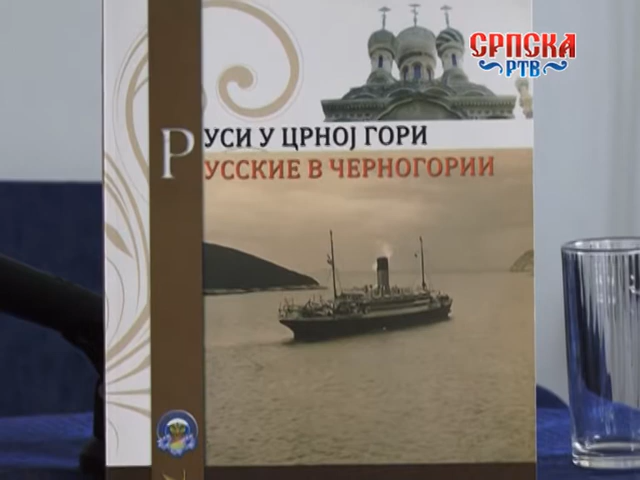 СРПСКА
РТВ
РУСИ У ЦРНОЈ ГОРИ
РУССКИЕ В ЧЕРНОГОРИИ